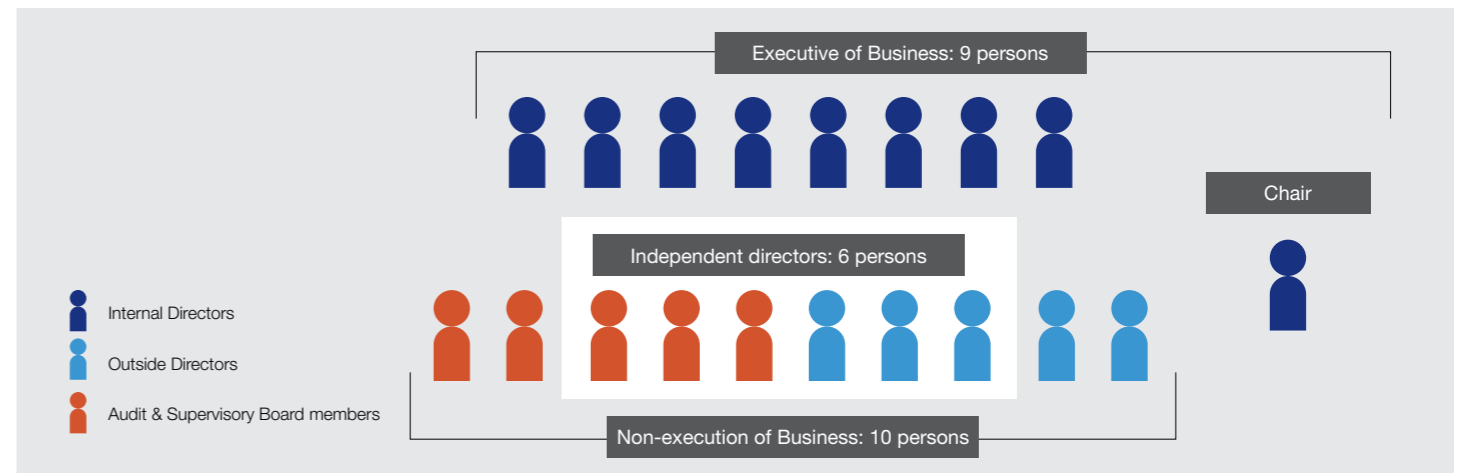 Executive of Business: 9 persons
Chair
Independent directors: 6 persons
Internal Directors
Outside Directors
Audit & Supervisory Board members
Non-execution of Business: 10 persons